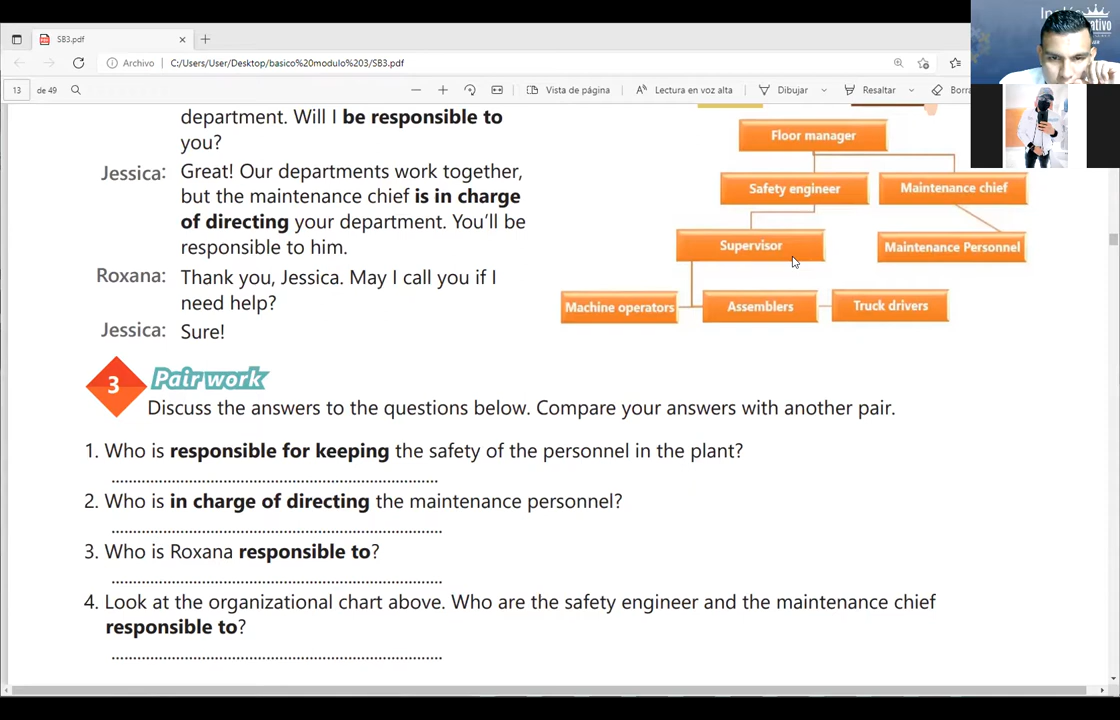 SB3.pdf
Archivo
C:/Users/User/Desktop/basico%20modulo%203/SB3.pdf
13
de 49
Vista de página
Lectura en voz alta
Dibujar
Resaltar
department. Will I be responsible to
you?
Jessica:
Great! Our departments work together,
but the maintenance chief is in charge
of directing your department. You'll be
responsible to him.
Roxana:
Thank you, Jessica. May I call you if I
need help?
Jessica:
Sure!
Floor manager
Safety engineer
Maintenance chief
Supervisor
Maintenance Personnel
Machine operators
Assemblers
Truck drivers
3
Pair work
Discuss the answers to the questions below. Compare your answers with another pair.
1. Who is responsible for keeping the safety of the personnel in the plant?
2. Who is in charge of directing the maintenance personnel?
3. Who is Roxana responsible to?
4. Look at the organizational chart above. Who are the safety engineer and the maintenance chief
responsible to?